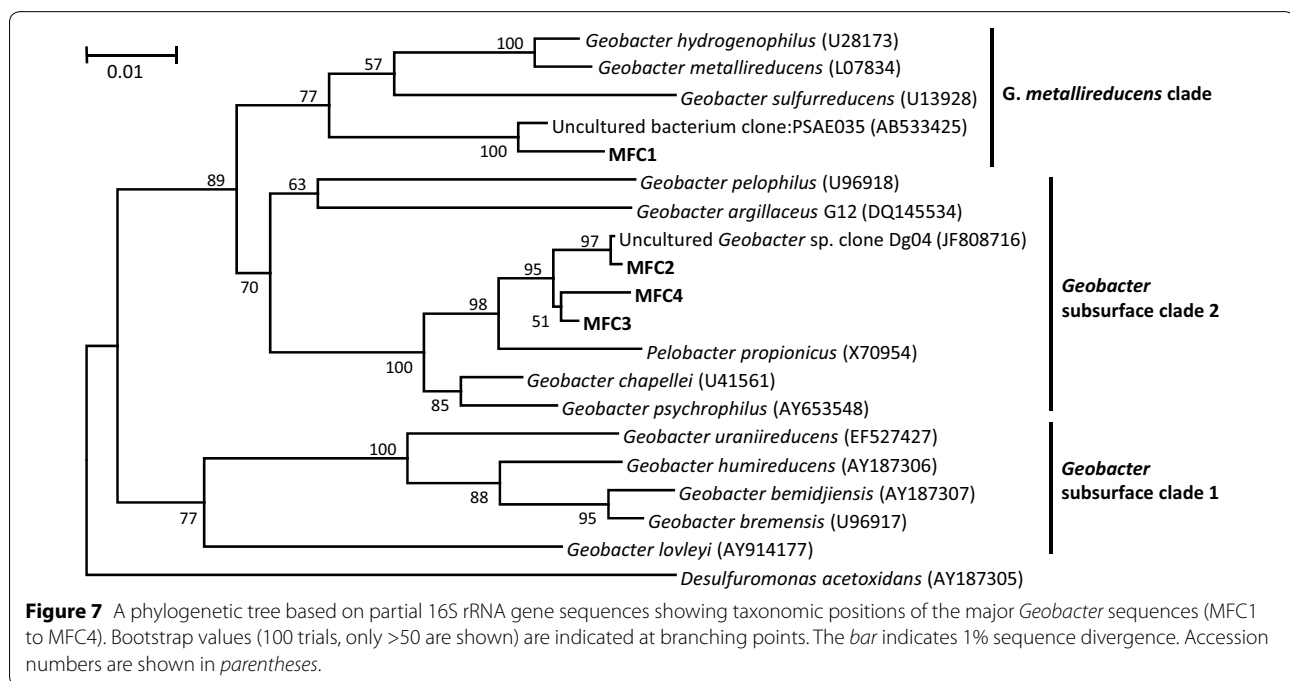 0.01
100
Geobacter hydrogenophilus (U28173)
57
Geobacter metallireducens (L07834)
77
Geobacter sulfurreducens (U13928)
G. metallireducens clade
Uncultured bacterium clone:PSAE035 (AB533425)
100
MFC1
89
63
Geobacter pelophilus (U96918)
Geobacter argillaceus G12 (DQ145534)
97
Uncultured Geobacter sp. clone Dg04 (JF808716)
95
MFC2
70
98
MFC4
51
MFC3
Geobacter
subsurface clade 2
100
Pelobacter propionicus (X70954)
Geobacter chapellei (U41561)
85
Geobacter psychrophilus (AY653548)
100
Geobacter uraniireducens (EF527427)
Geobacter humireducens (AY187306)
88
Geobacter bemidjiensis (AY187307)
Geobacter
subsurface clade 1
77
95
Geobacter bremensis (U96917)
Geobacter lovleyi (AY914177)
Desulfuromonas acetoxidans (AY187305)
Figure 7 A phylogenetic tree based on partial 16S rRNA gene sequences showing taxonomic positions of the major Geobacter sequences (MFC1
to MFC4). Bootstrap values (100 trials, only >50 are shown) are indicated at branching points. The bar indicates 1% sequence divergence. Accession
numbers are shown in parentheses.